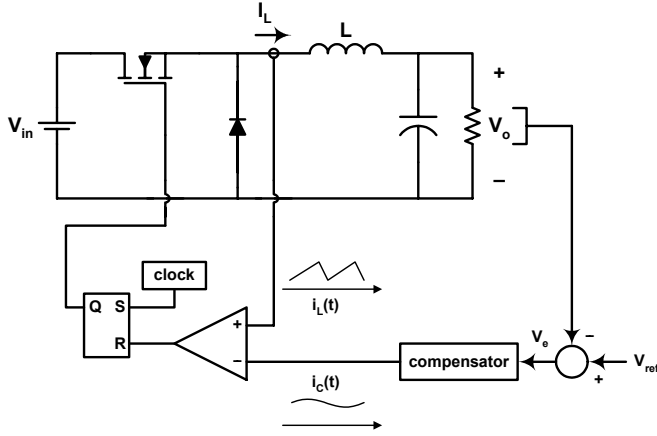 I_L
L
+
V_in
V_o
−
clock
Q
S
R
+
−
i_L(t)
i_C(t)
compensator
V_e
−
+
V_ref